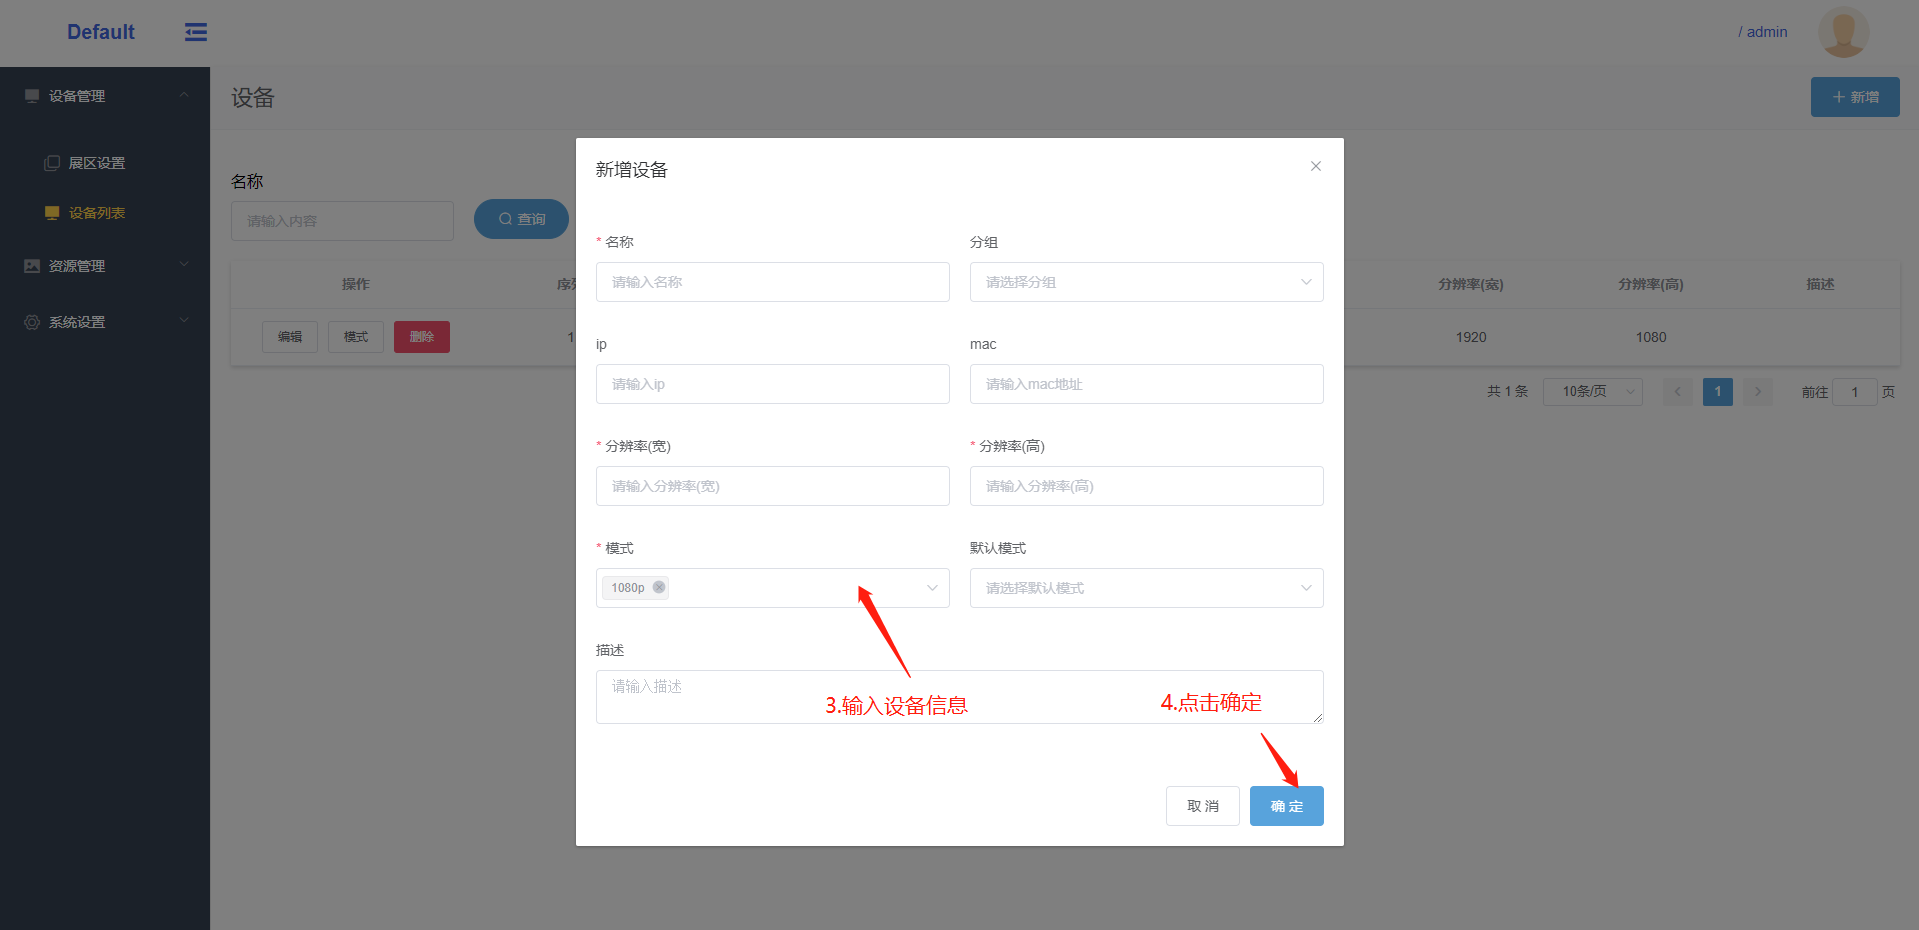 Default
/ admin
设备管理
展区设置
设备列表
资源管理
系统设置
设备
新增
名称
请输入内容
查询
操作
分辨率(宽)
分辨率(高)
描述
编辑
模式
删除
1
1920
1080
共 1 条
10条/页
1
前往
1
页
新增设备
* 名称
分组
请输入名称
请选择分组
ip
mac
请输入ip
请输入mac地址
* 分辨率(宽)
* 分辨率(高)
请输入分辨率(宽)
请输入分辨率(高)
* 模式
默认模式
1080p
请选择默认模式
描述
请输入描述
3.输入设备信息
4.点击确定
取 消
确 定